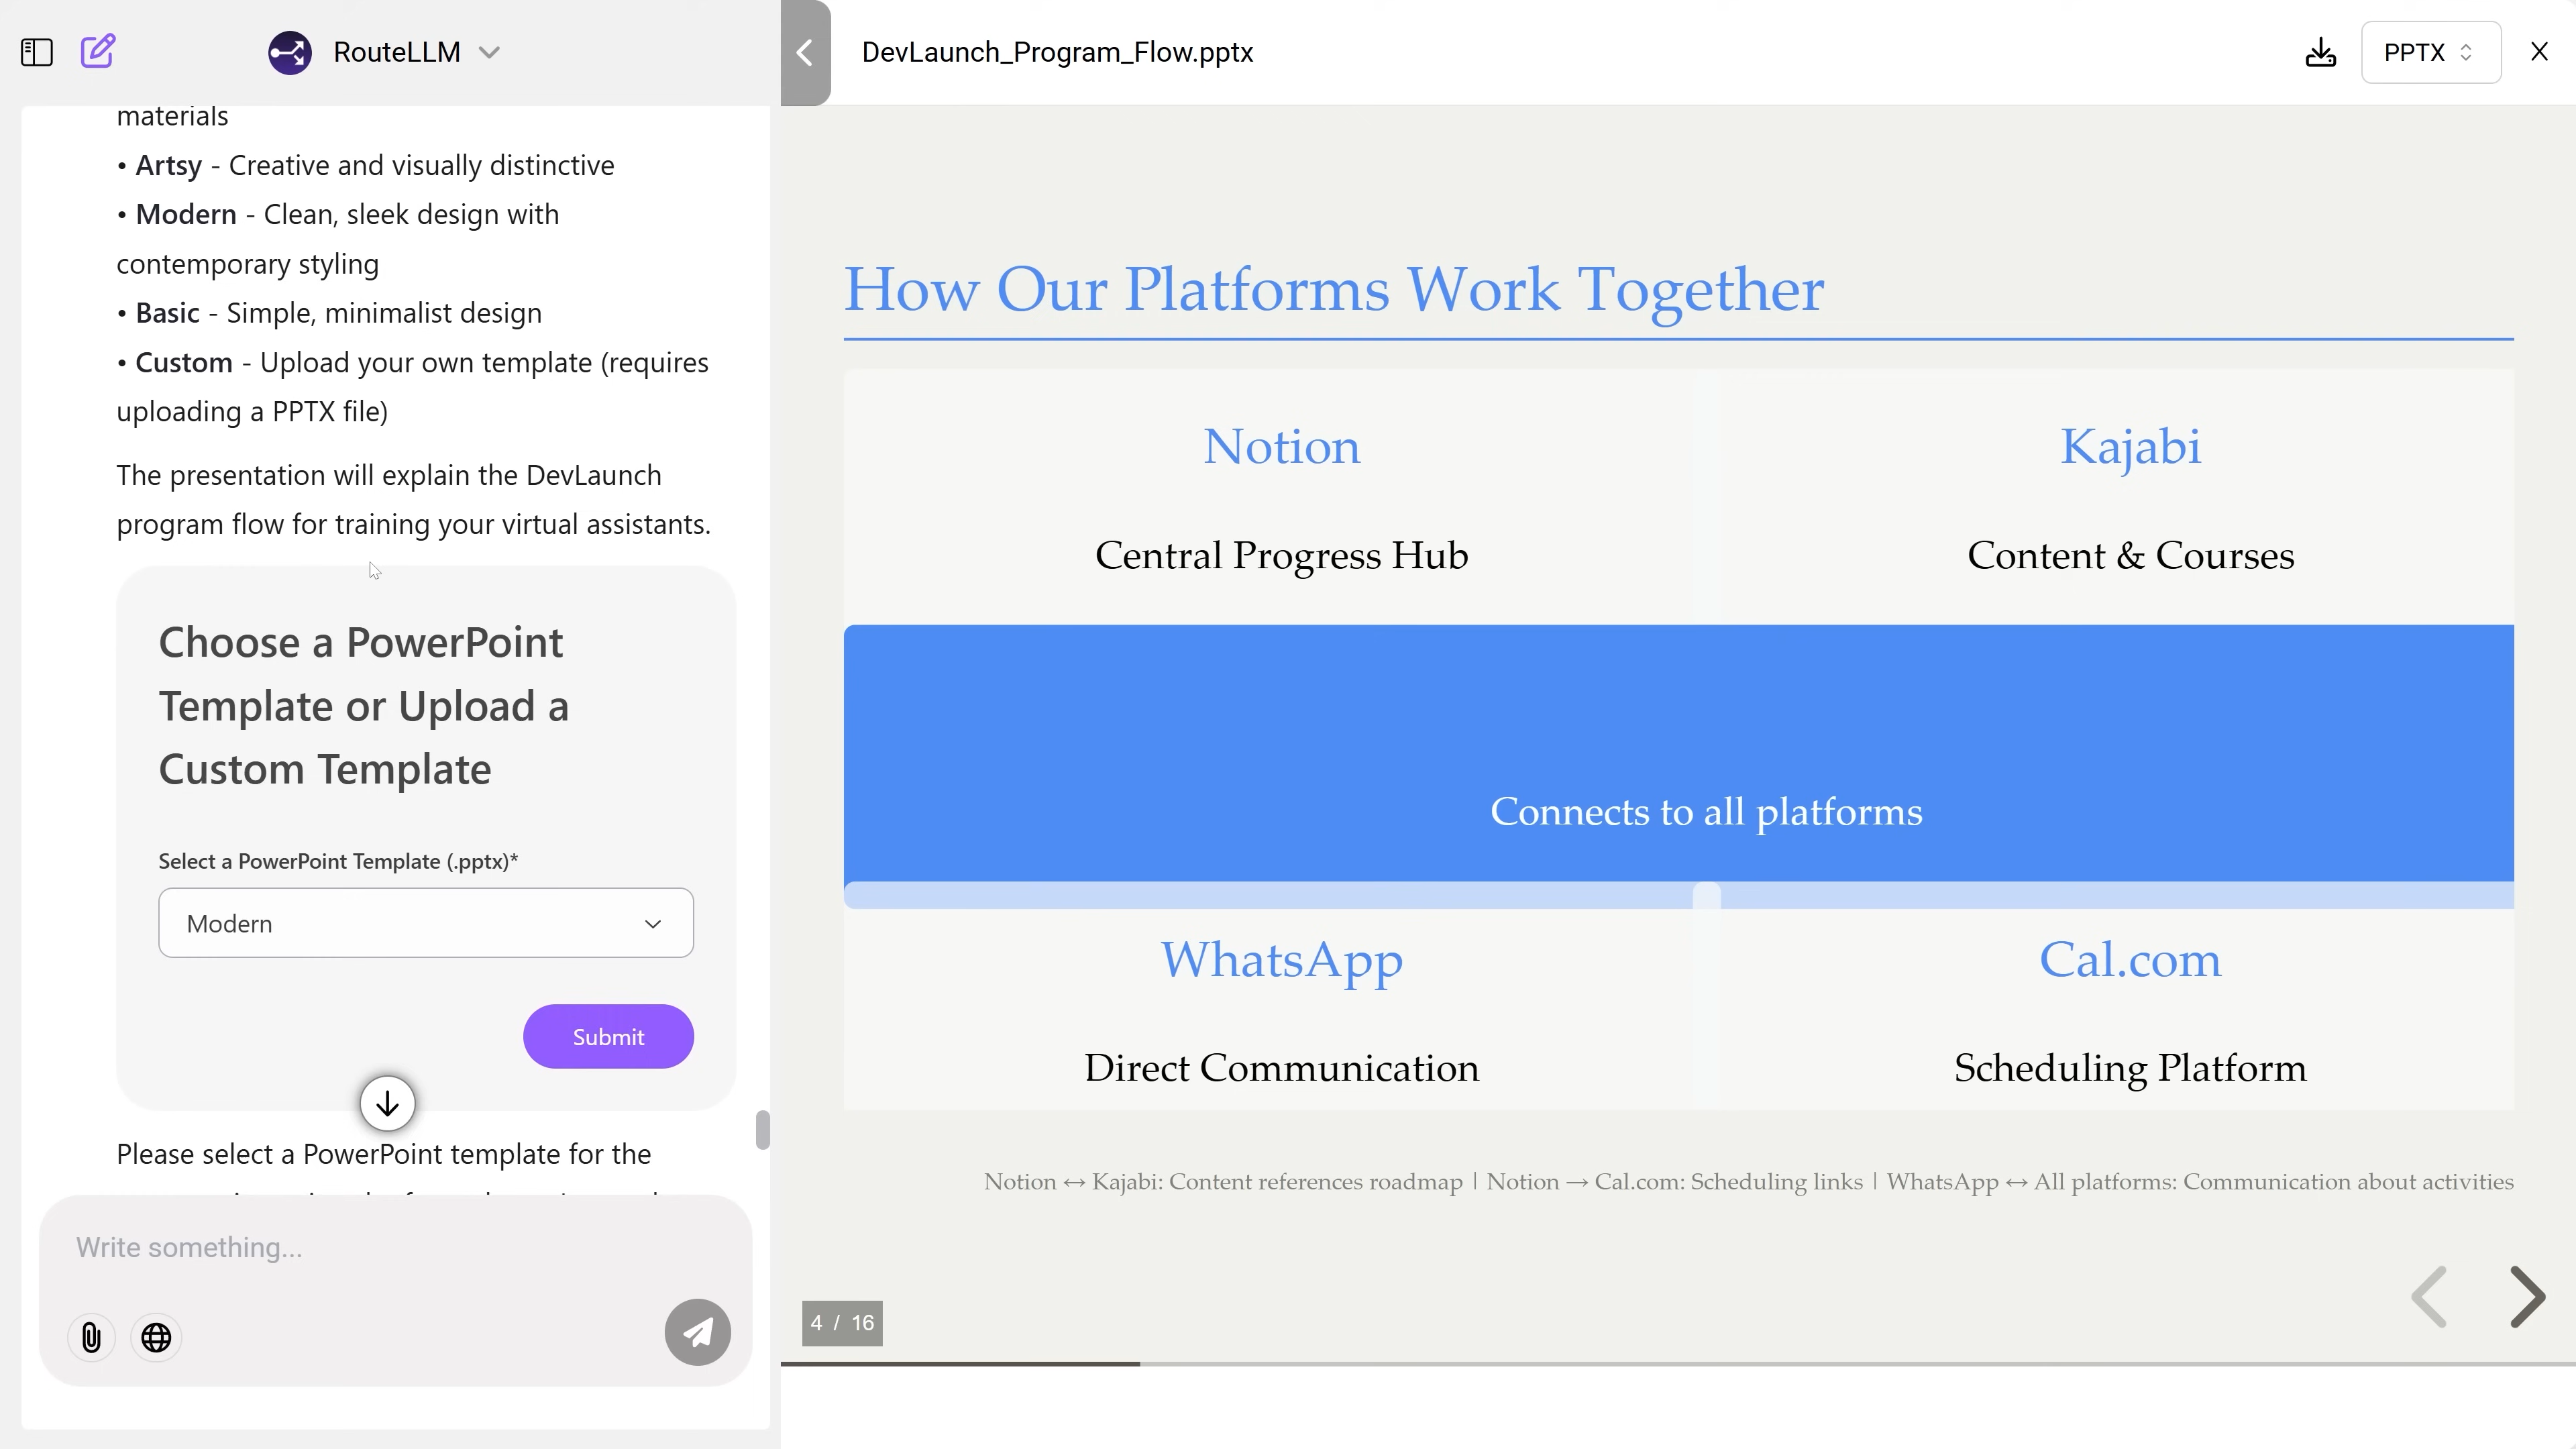 RouteLLM
materials
• Artsy - Creative and visually distinctive
• Modern - Clean, sleek design with
contemporary styling
• Basic - Simple, minimalist design
• Custom - Upload your own template (requires
uploading a PPTX file)
The presentation will explain the DevLaunch
program flow for training your virtual assistants.
Choose a PowerPoint
Template or Upload a
Custom Template
Select a PowerPoint Template (.pptx)*
Modern
Submit
Please select a PowerPoint template for the
Write something...
DevLaunch_Program_Flow.pptx
PPTX
How Our Platforms Work Together
Notion
Kajabi
Central Progress Hub
Content & Courses
Connects to all platforms
WhatsApp
Cal.com
Direct Communication
Scheduling Platform
Notion ↔ Kajabi: Content references roadmap | Notion → Cal.com: Scheduling links | WhatsApp ↔ All platforms: Communication about activities
4 / 16